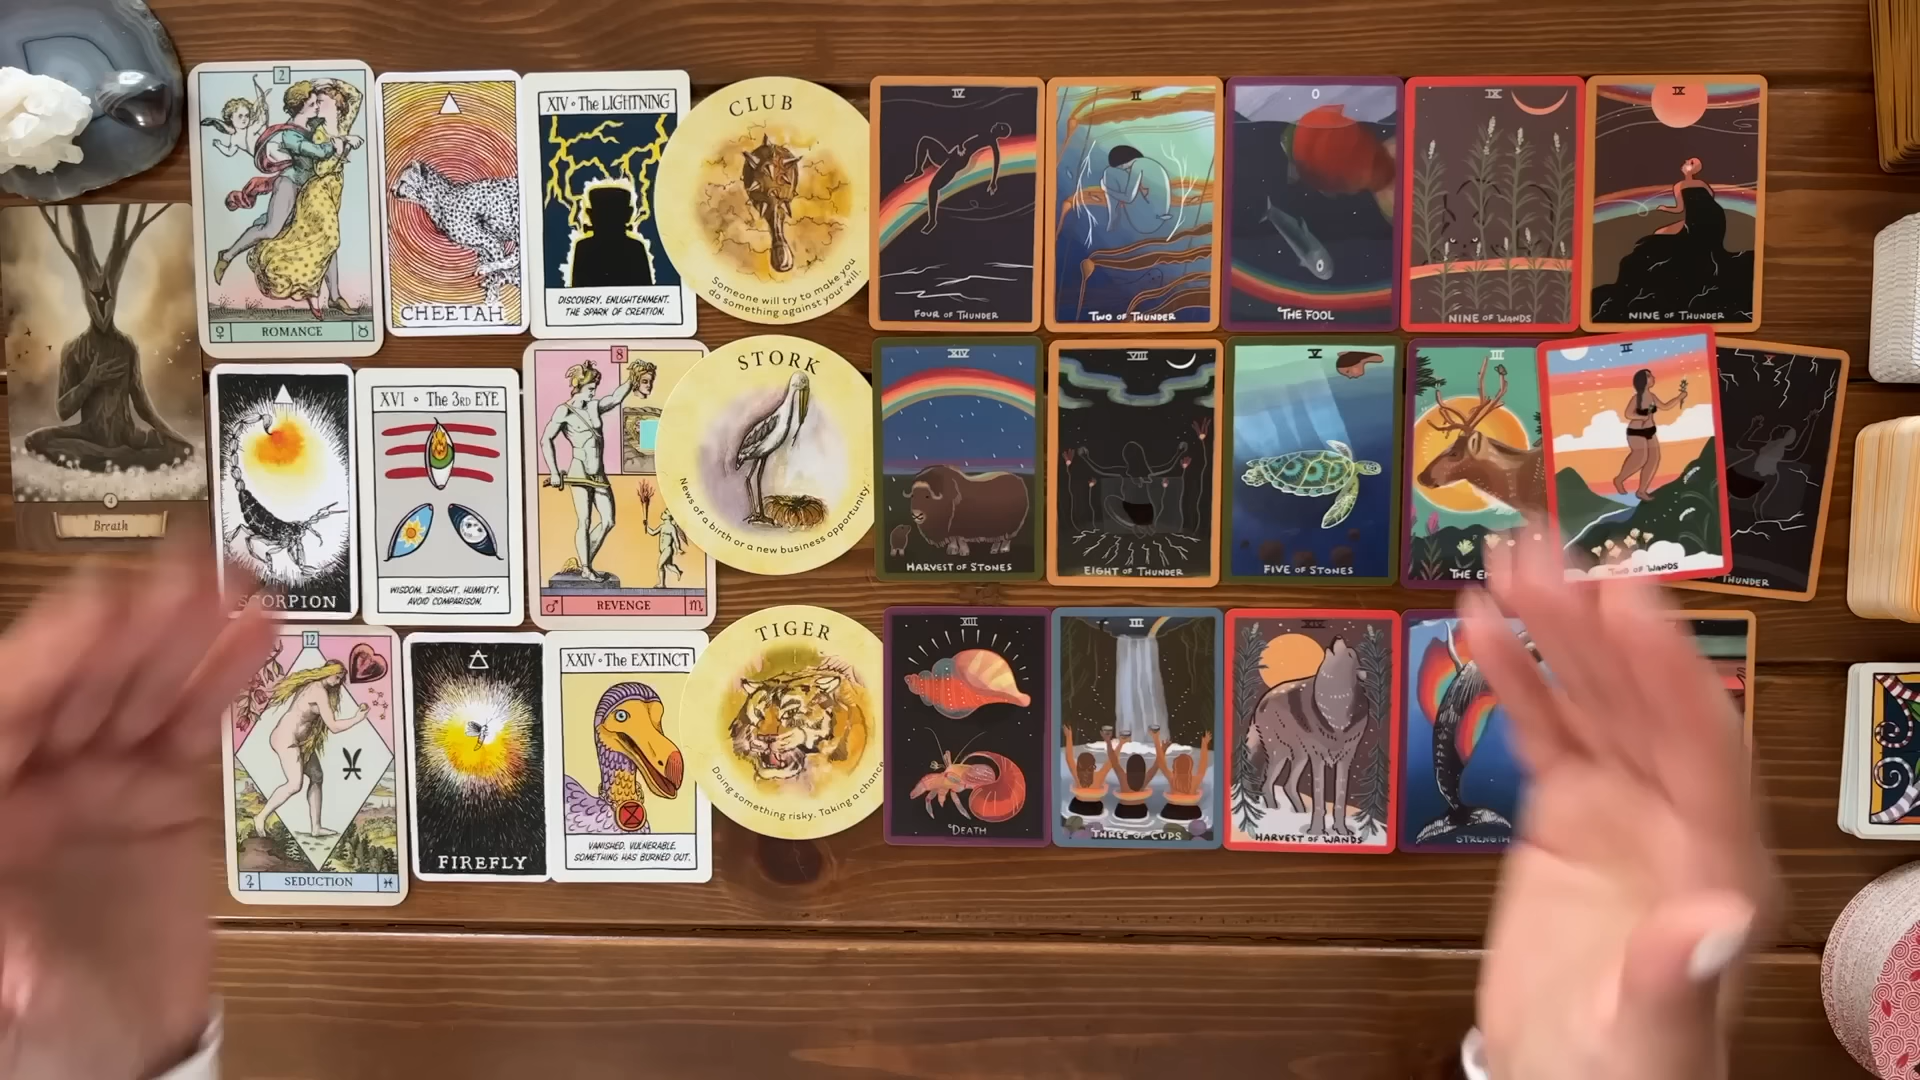 2
ROMANCE
CHEETAH
XIV • The LIGHTNING
DISCOVERY. ENLIGHTENMENT.
THE SPARK OF CREATION.
CLUB
Someone will try to make you
do something against your will.
IV
FOUR OF THUNDER
II
TWO OF THUNDER
0
THE FOOL
IX
NINE OF WANDS
IX
NINE OF THUNDER
4
Breath
SCORPION
XVI • The 3RD EYE
WISDOM. INSIGHT. HUMILITY.
AVOID COMPARISON.
8
REVENGE
STORK
News of a birth or a new business opportunity.
XIV
HARVEST OF STONES
VIII
EIGHT OF THUNDER
V
FIVE OF STONES
III
THE EM
II
TWO OF WANDS
X
THUNDER
12
SEDUCTION
FIREFLY
XXIV • The EXTINCT
VANISHED. VULNERABLE.
SOMETHING HAS BURNED OUT.
TIGER
Doing something risky. Taking a chance
XIII
DEATH
III
THREE OF CUPS
XIV
HARVEST OF WANDS
STRENGTH